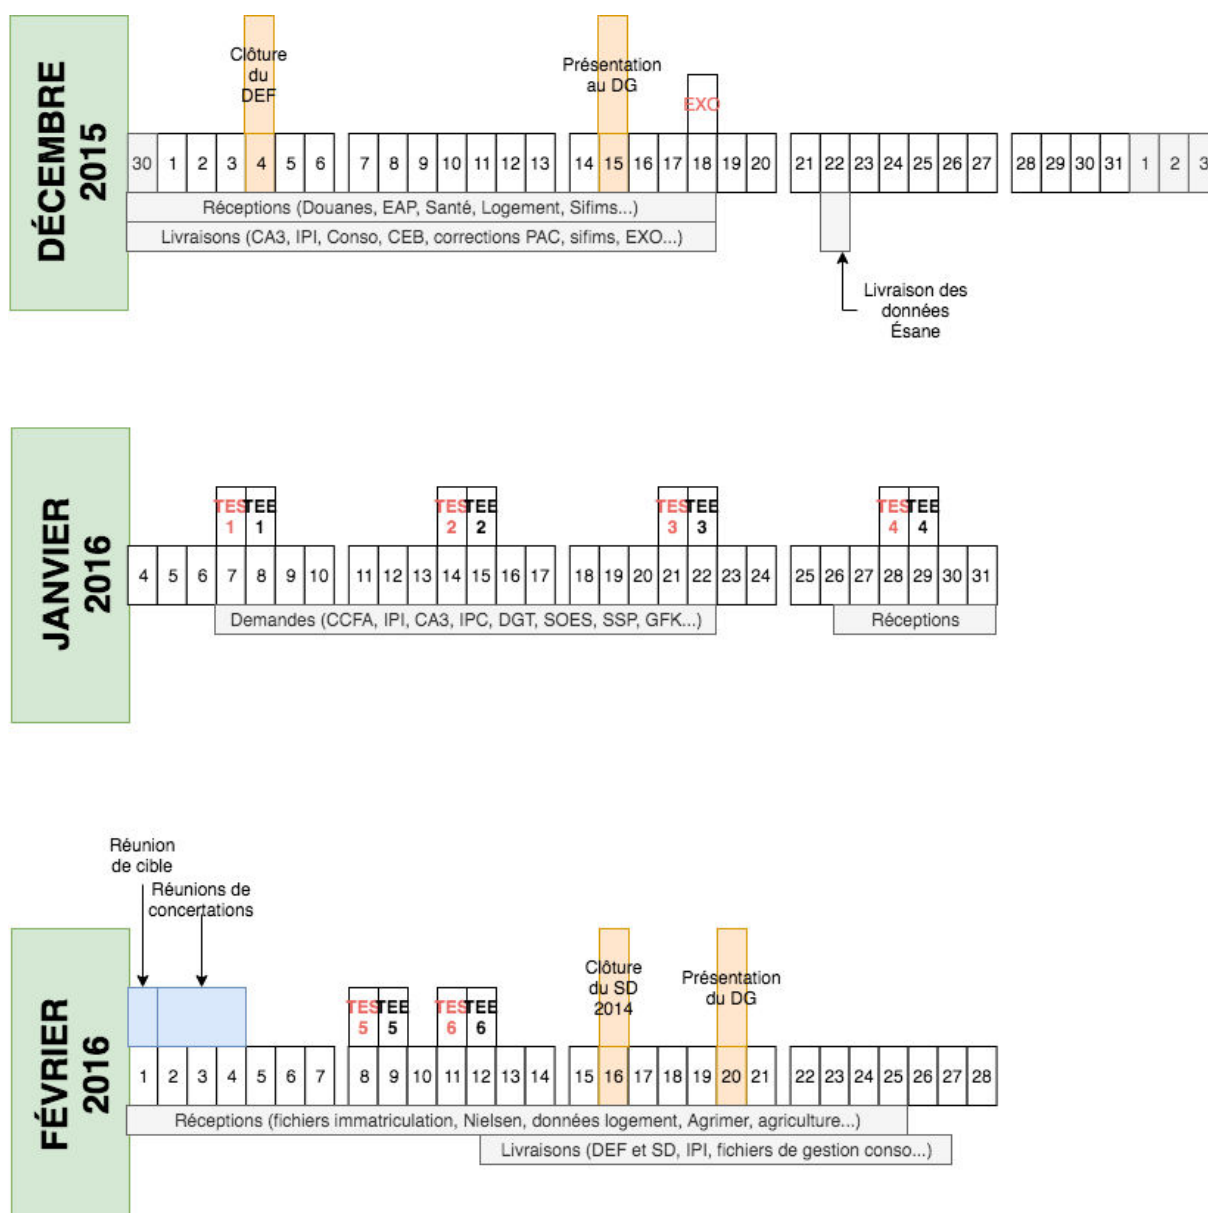 DÉCEMBRE
2015
Clôture
du
DEF
Présentation
au DG
EXO
30 1 2 3 4 5 6 7 8 9 10 11 12 13 14 15 16 17 18 19 20 21 22 23 24 25 26 27 28 29 30 31 1 2 3
Réceptions (Douanes, EAP, Santé, Logement, Sifims...)
Livraisons (CA3, IPI, Conso, CEB, corrections PAC, sifims, EXO...)
Livraison des
données
Ésane
JANVIER
2016
TES TEE TES TEE TES TEE TES TEE
1 1 2 2 3 3 4 4
4 5 6 7 8 9 10 11 12 13 14 15 16 17 18 19 20 21 22 23 24 25 26 27 28 29 30 31
Demandes (CCFA, IPI, CA3, IPC, DGT, SOES, SSP, GFK...)
Réceptions
FÉVRIER
2016
Réunion
de cible
Réunions de
concertations
Clôture
du SD
2014
Présentation
du DG
TES TEE TES TEE
5 5 6 6
1 2 3 4 5 6 7 8 9 10 11 12 13 14 15 16 17 18 19 20 21 22 23 24 25 26 27 28
Réceptions (fichiers immatriculation, Nielsen, données logement, Agrimer, agriculture...)
Livraisons (DEF et SD, IPI, fichiers de gestion conso...)